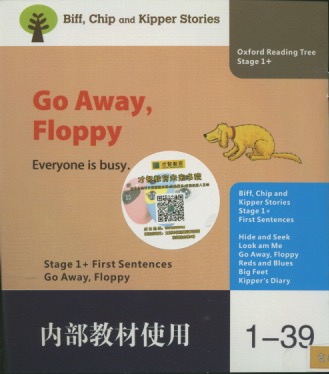 Biff, Chip and Kipper Stories
Oxford Reading Tree
Stage 1+
Go Away,
Floppy
Everyone is busy.
Biff, Chip and
Kipper Stories
Stage 1+
First Sentences
Hide and Seek
Look am Me
Go Away, Floppy
Reds and Blues
Big Feet
Kipper's Diary
Stage 1+ First Sentences
Go Away, Floppy
内部教材使用
1-39